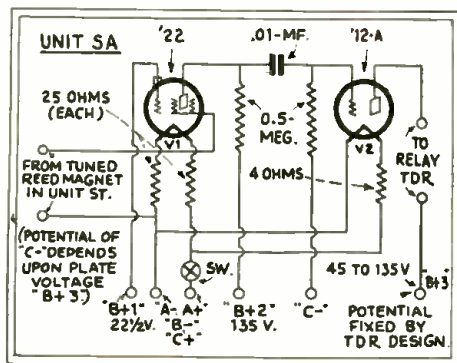 UNIT SA
'22
.01-MF.
'12-A
25 OHMS
(EACH)
V1
0.5-
MEG.
V2
4 OHMS
TO
RELAY
TDR
FROM TUNED
REED MAGNET
IN UNIT ST.
(POTENTIAL OF
"C-" DEPENDS
UPON PLATE
VOLTAGE
"B+3")
SW.
45 TO 135V.
"B+3"
"B+1"
22½V.
"A-
"B-"
A+"
"C+"
"B+2"
135 V.
"C-"
POTENTIAL
FIXED BY
TDR DESIGN.